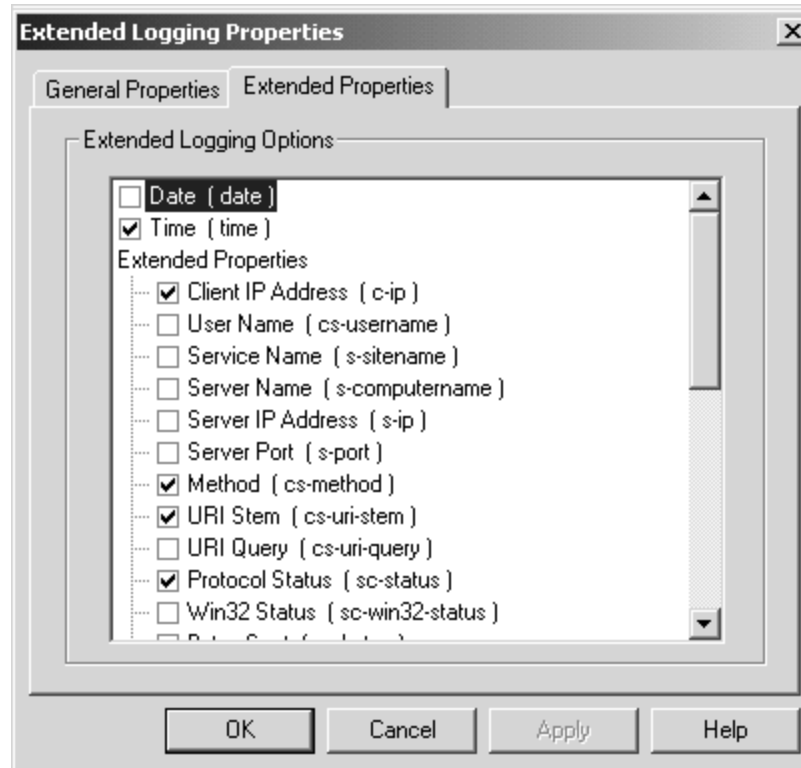 Extended Logging Properties
General Properties
Extended Properties
Extended Logging Options
Date ( date )
Time ( time )
Extended Properties
Client IP Address ( c-ip )
User Name ( cs-username )
Service Name ( s-sitename )
Server Name ( s-computername )
Server IP Address ( s-ip )
Server Port ( s-port )
Method ( cs-method )
URI Stem ( cs-uri-stem )
URI Query ( cs-uri-query )
Protocol Status ( sc-status )
Win32 Status ( sc-win32-status )
OK
Cancel
Apply
Help